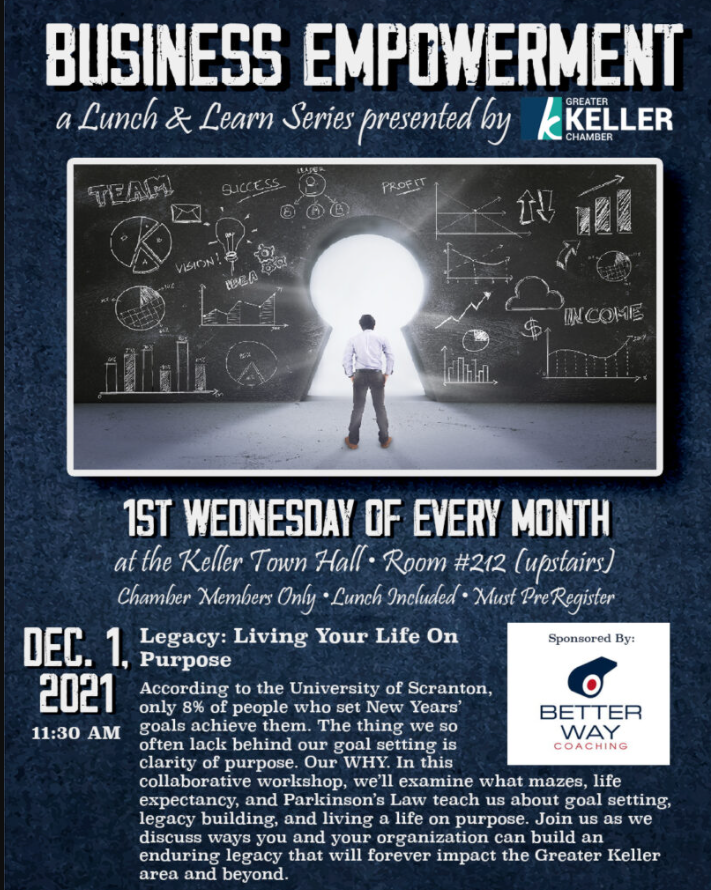 BUSINESS EMPOWERMENT
a Lunch & Learn Series presented by
GREATER
KELLER
CHAMBER
TEAM
SUCCESS
LEADER
PROFIT
VISION!
IDEA
INCOME
$
1ST WEDNESDAY OF EVERY MONTH
at the Keller Town Hall • Room #212 (upstairs)
Chamber Members Only • Lunch Included • Must PreRegister
DEC. 1,
2021
11:30 AM
Legacy: Living Your Life On
Purpose
According to the University of Scranton,
only 8% of people who set New Years'
goals achieve them. The thing we so
often lack behind our goal setting is
clarity of purpose. Our WHY. In this
collaborative workshop, we'll examine what mazes, life
expectancy, and Parkinson's Law teach us about goal setting,
legacy building, and living a life on purpose. Join us as we
discuss ways you and your organization can build an
enduring legacy that will forever impact the Greater Keller
area and beyond.
Sponsored By:
BETTER
WAY
COACHING